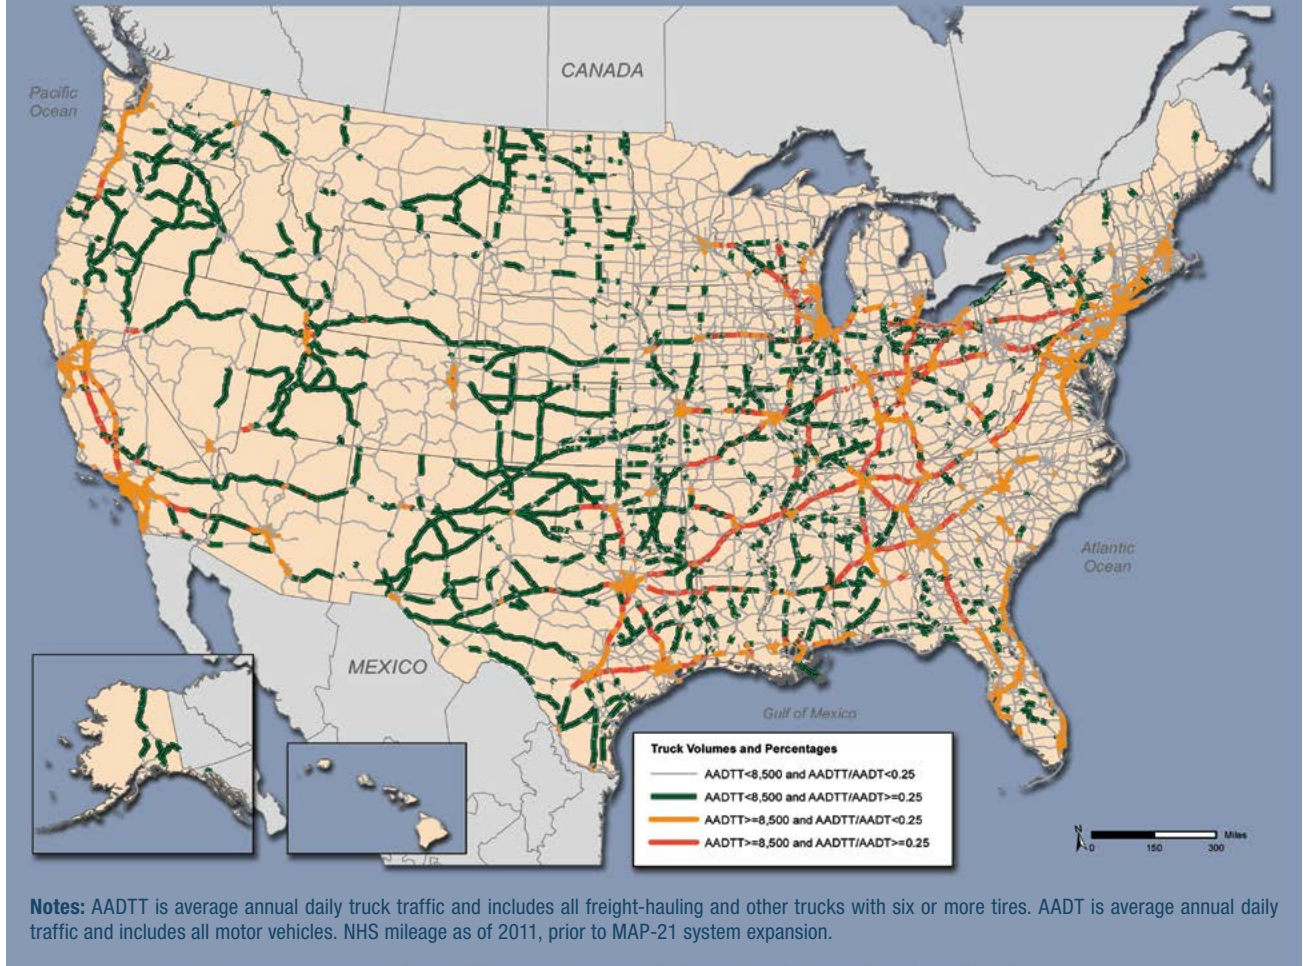 CANADA
Pacific
Ocean
Atlantic
Ocean
MEXICO
Gulf of Mexico
Truck Volumes and Percentages
AADTT<8,500 and AADTT/AADT<0.25
AADTT<8,500 and AADTT/AADT>=0.25
AADTT>=8,500 and AADTT/AADT<0.25
AADTT>=8,500 and AADTT/AADT>=0.25
N
Miles
0 150 300
Notes: AADTT is average annual daily truck traffic and includes all freight-hauling and other trucks with six or more tires. AADT is average annual daily
traffic and includes all motor vehicles. NHS mileage as of 2011, prior to MAP-21 system expansion.